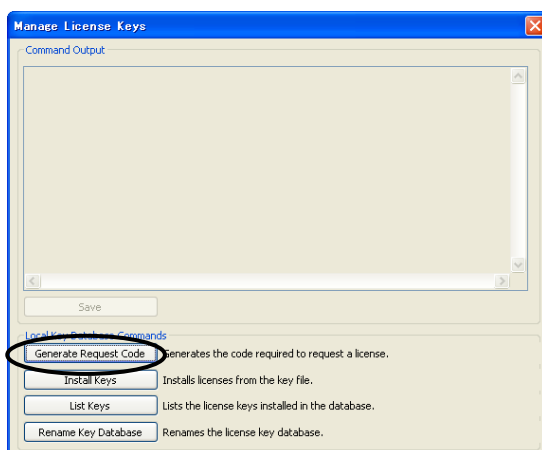 Manage License Keys
Command Output
Save
Local Key Database Commands
Generate Request Code Generates the code required to request a license.
Install Keys Installs licenses from the key file.
List Keys Lists the license keys installed in the database.
Rename Key Database Renames the license key database.